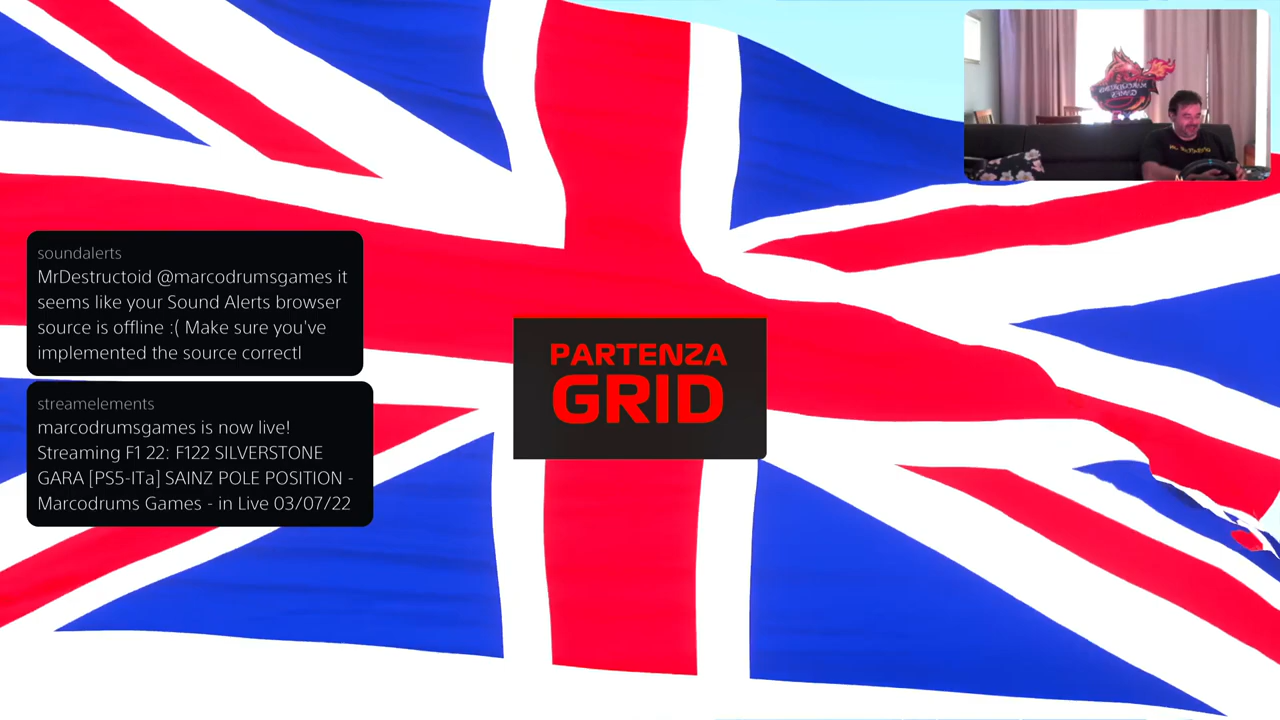 soundalerts
MrDestructoid @marcodrumsgames it
seems like your Sound Alerts browser
source is offline :( Make sure you've
implemented the source correctl
streamelements
marcodrumsgames is now live!
Streaming F1 22: F122 SILVERSTONE
GARA [PS5-ITa] SAINZ POLE POSITION -
Marcodrums Games - in Live 03/07/22
PARTENZA
GRID